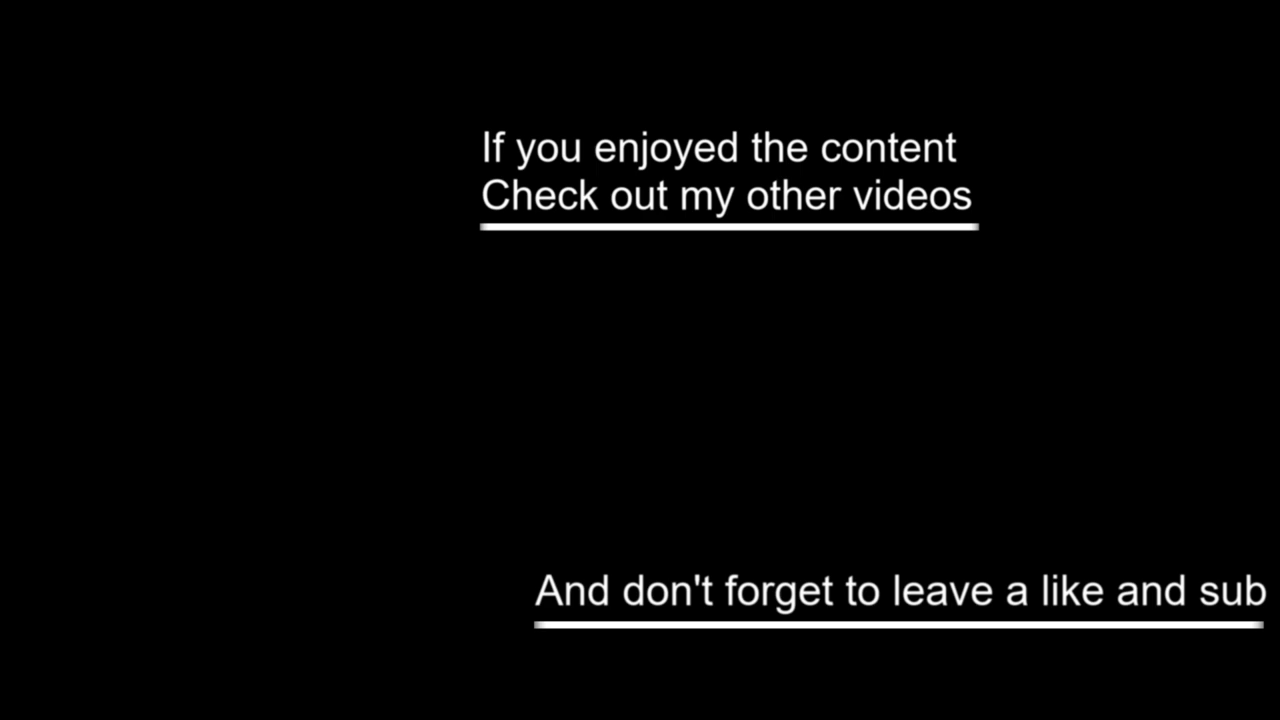 If you enjoyed the content
Check out my other videos
And don't forget to leave a like and sub